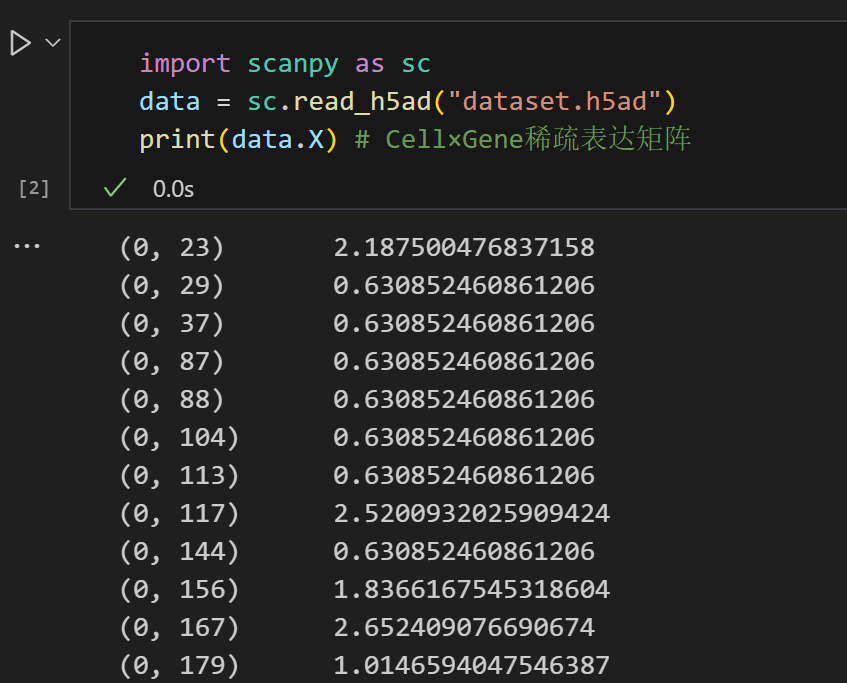 import scanpy as sc
data = sc.read_h5ad("dataset.h5ad")
print(data.X) # Cell×Gene稀疏表达矩阵
[2] 0.0s
(0, 23) 2.187500476837158
(0, 29) 0.630852460861206
(0, 37) 0.630852460861206
(0, 87) 0.630852460861206
(0, 88) 0.630852460861206
(0, 104) 0.630852460861206
(0, 113) 0.630852460861206
(0, 117) 2.5200932025909424
(0, 144) 0.630852460861206
(0, 156) 1.8366167545318604
(0, 167) 2.652409076690674
(0, 179) 1.0146594047546387